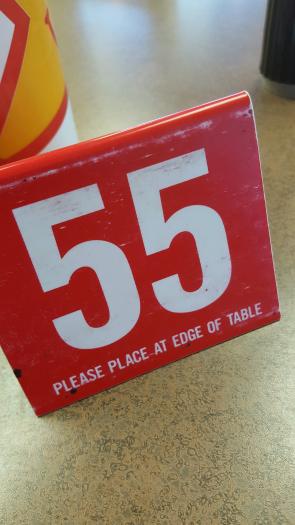 55
PLEASE PLACE AT EDGE OF TABLE